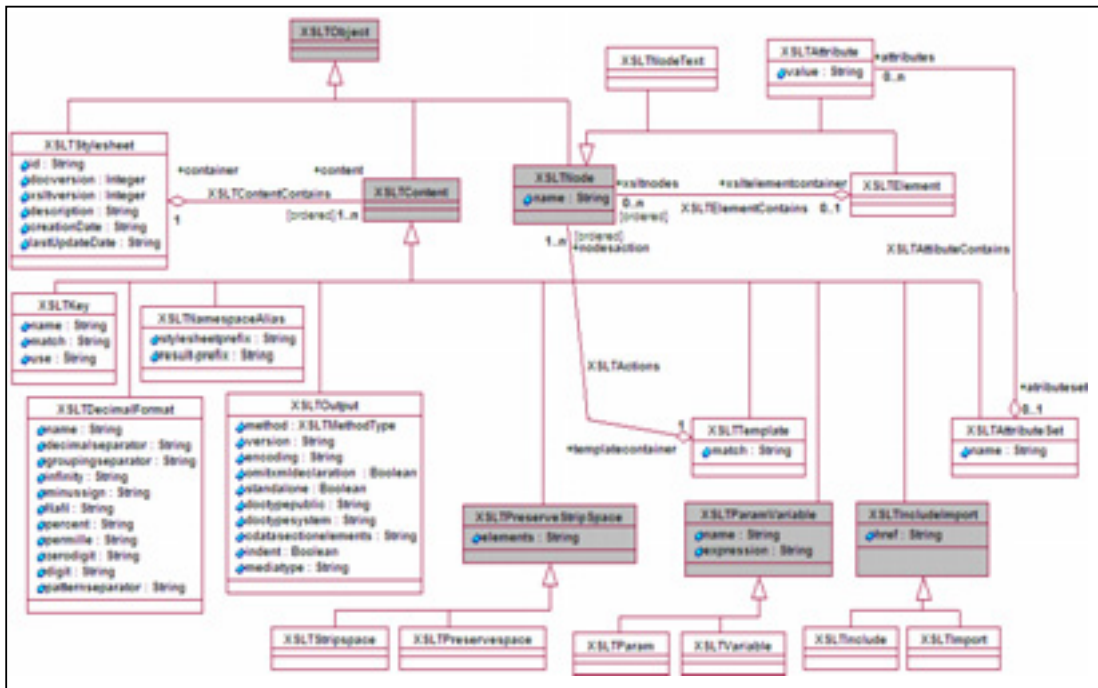 XSLTObject
XSLTNodeText
XSLTAttribute
value : String
+attributes
0..n
XSLTStylesheet
id : String
docversion : Integer
xsltversion : Integer
description : String
creationDate : String
lastUpdateDate : String
+container
XSLTContentContains
1
+content
XSLTContent
[ordered] 1..n
XSLTNode
name : String
+xsltnodes
0..n
[ordered]
+xsltelementcontainer
XSLTElementContains
0..1
XSLTElement
1..n
[ordered]
+nodesaction
XSLTAttibuteContains
XSLTKey
name : String
match : String
use : String
XSLTNamespaceAlias
stylesheetprefix : String
result-prefix : String
XSLTActions
XSLTDecimalFormat
name : String
decimalseparator : String
groupingseparator : String
infinity : String
minussign : String
percent : String
permille : String
zerodigit : String
digit : String
patternseparator : String
XSLTOutput
method : XSLTMethodType
version : String
encoding : String
omitxmldeclaration : Boolean
standalone : Boolean
doctypepublic : String
doctypesystem : String
cdatasectionelements : String
indent : Boolean
mediatype : String
1
+templatecontainer
XSLTTemplate
match : String
+atributeset
0..1
XSLTAttributeSet
name : String
XSLTPreserveStripSpace
elements : String
XSLTParamVariable
name : String
expression : String
XSLTIncludeImport
href : String
XSLTStripspace
XSLTPreservespace
XSLTParam
XSLTVariable
XSLTInclude
XSLTImport